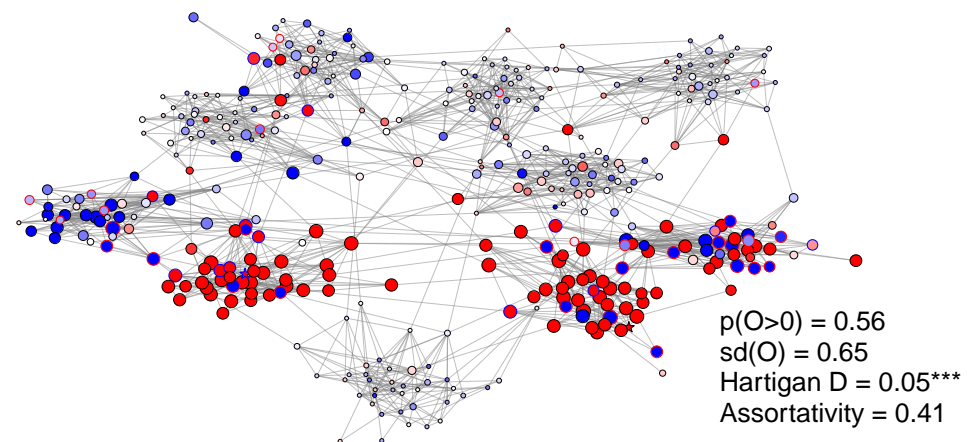 p(O>0) = 0.56
sd(O) = 0.65
Hartigan D = 0.05***
Assortativity = 0.41